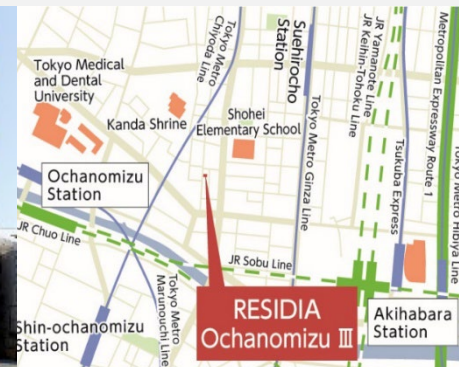 Tokyo Metro
Chiyoda Line
Suehirocho
Station
JR Yamanote Line
JR Keihin-Tohoku Line
Metropolitan Expressway Route 1
Tokyo Medical
and Dental
University
Kanda Shrine
Shohei
Elementary School
Tokyo Metro Ginza Line
Tsukuba Express
Tokyo Metro Hibiya Line
Ochanomizu
Station
JR Chuo Line
JR Sobu Line
Shin-ochanomizu
Station
Tokyo Metro
Marunouchi Line
RESIDIA
Ochanomizu III
Akihabara
Station